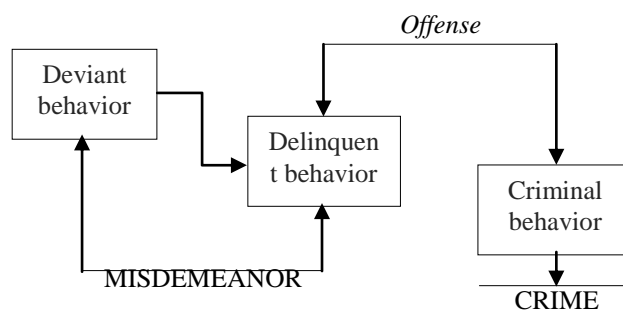 Offense
Deviant
behavior
Delinquen
t behavior
Criminal
behavior
MISDEMEANOR
CRIME